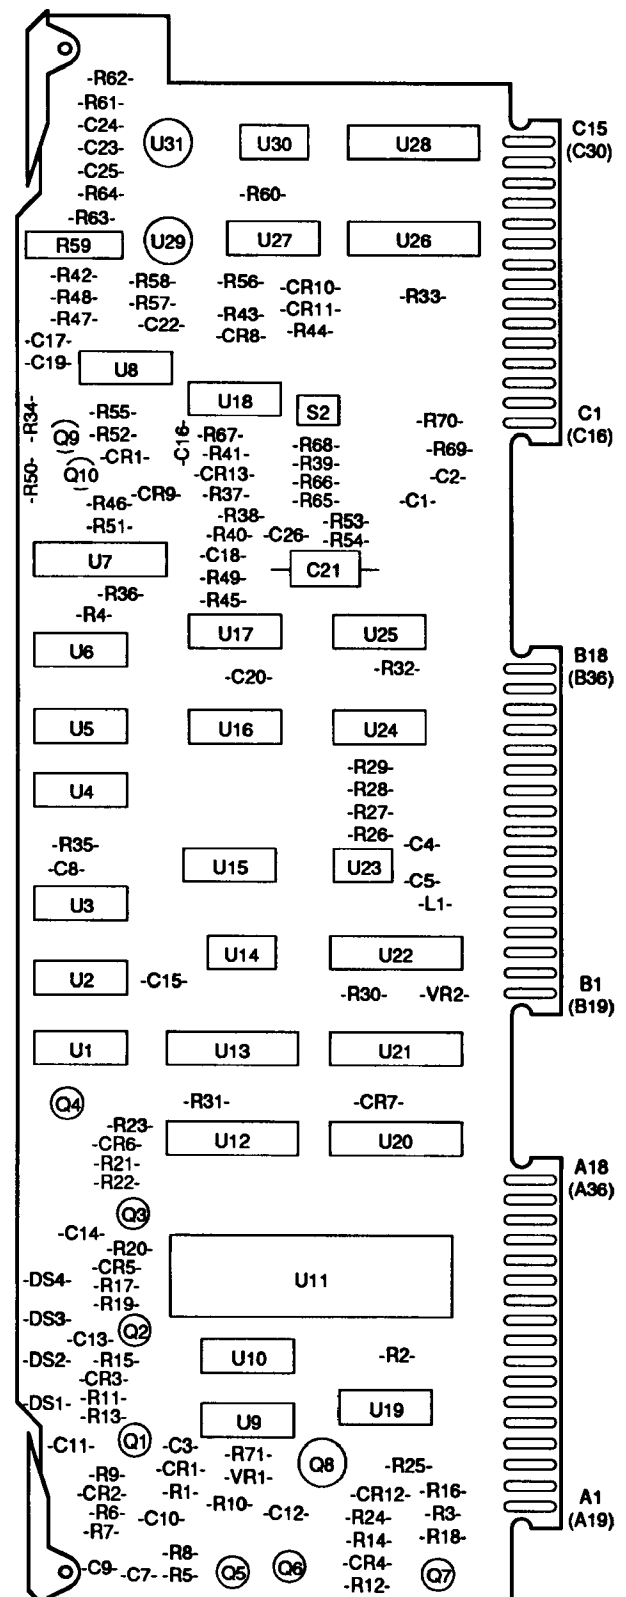 -R62-
-R61-
-C24-
-C23-
-C25-
-R64-
-R63-
U31
U30
U28
C15
(C30)
-R60-
R59
U29
U27
U26
-R42-
-R48-
-R47-
-R58-
-R57-
-C22-
-R56-
-R43-
-CR8-
-CR10-
-CR11-
-R44-
-R33-
-C17-
-C19-
U8
U18
S2
C1
(C16)
-R34-
-R50-
Q9
Q10
-R55-
-R52-
-CR1-
-C16-
-R67-
-R41-
-CR13-
-R37-
-R38-
-R40-
-C18-
-R49-
-R45-
-R68-
-R39-
-R66-
-R65-
-R70-
-R69-
-C2-
-C1-
-CR9-
-R46-
-R51-
-C26-
-R53-
-R54-
U7
C21
-R36-
-R4-
U6
U17
U25
B18
(B36)
-C20-
-R32-
U5
U16
U24
U4
-R29-
-R28-
-R27-
-R26-
-R35-
-C8-
U15
U23
-C4-
-C5-
-L1-
U3
U14
U22
U2
-C15-
-R30-
-VR2-
B1
(B19)
U1
U13
U21
Q4
-R31-
-CR7-
-R23-
-CR6-
-R21-
-R22-
U12
U20
A18
(A36)
Q3
-C14-
-R20-
-CR5-
-R17-
-R19-
U11
-DS4-
-DS3-
-DS2-
-DS1-
Q2
-C13-
-R15-
-CR3-
-R11-
-R13-
U10
-R2-
U9
U19
-C11-
Q1
-C3-
-CR1-
-R1-
-R71-
-VR1-
-R10-
Q8
-R25-
A1
(A19)
-R9-
-CR2-
-R6-
-R7-
-C10-
-C12-
-CR12-
-R24-
-R14-
-CR4-
-R12-
-R16-
-R3-
-R18-
-C9-
-C7-
-R8-
-R5-
Q5
Q6
Q7